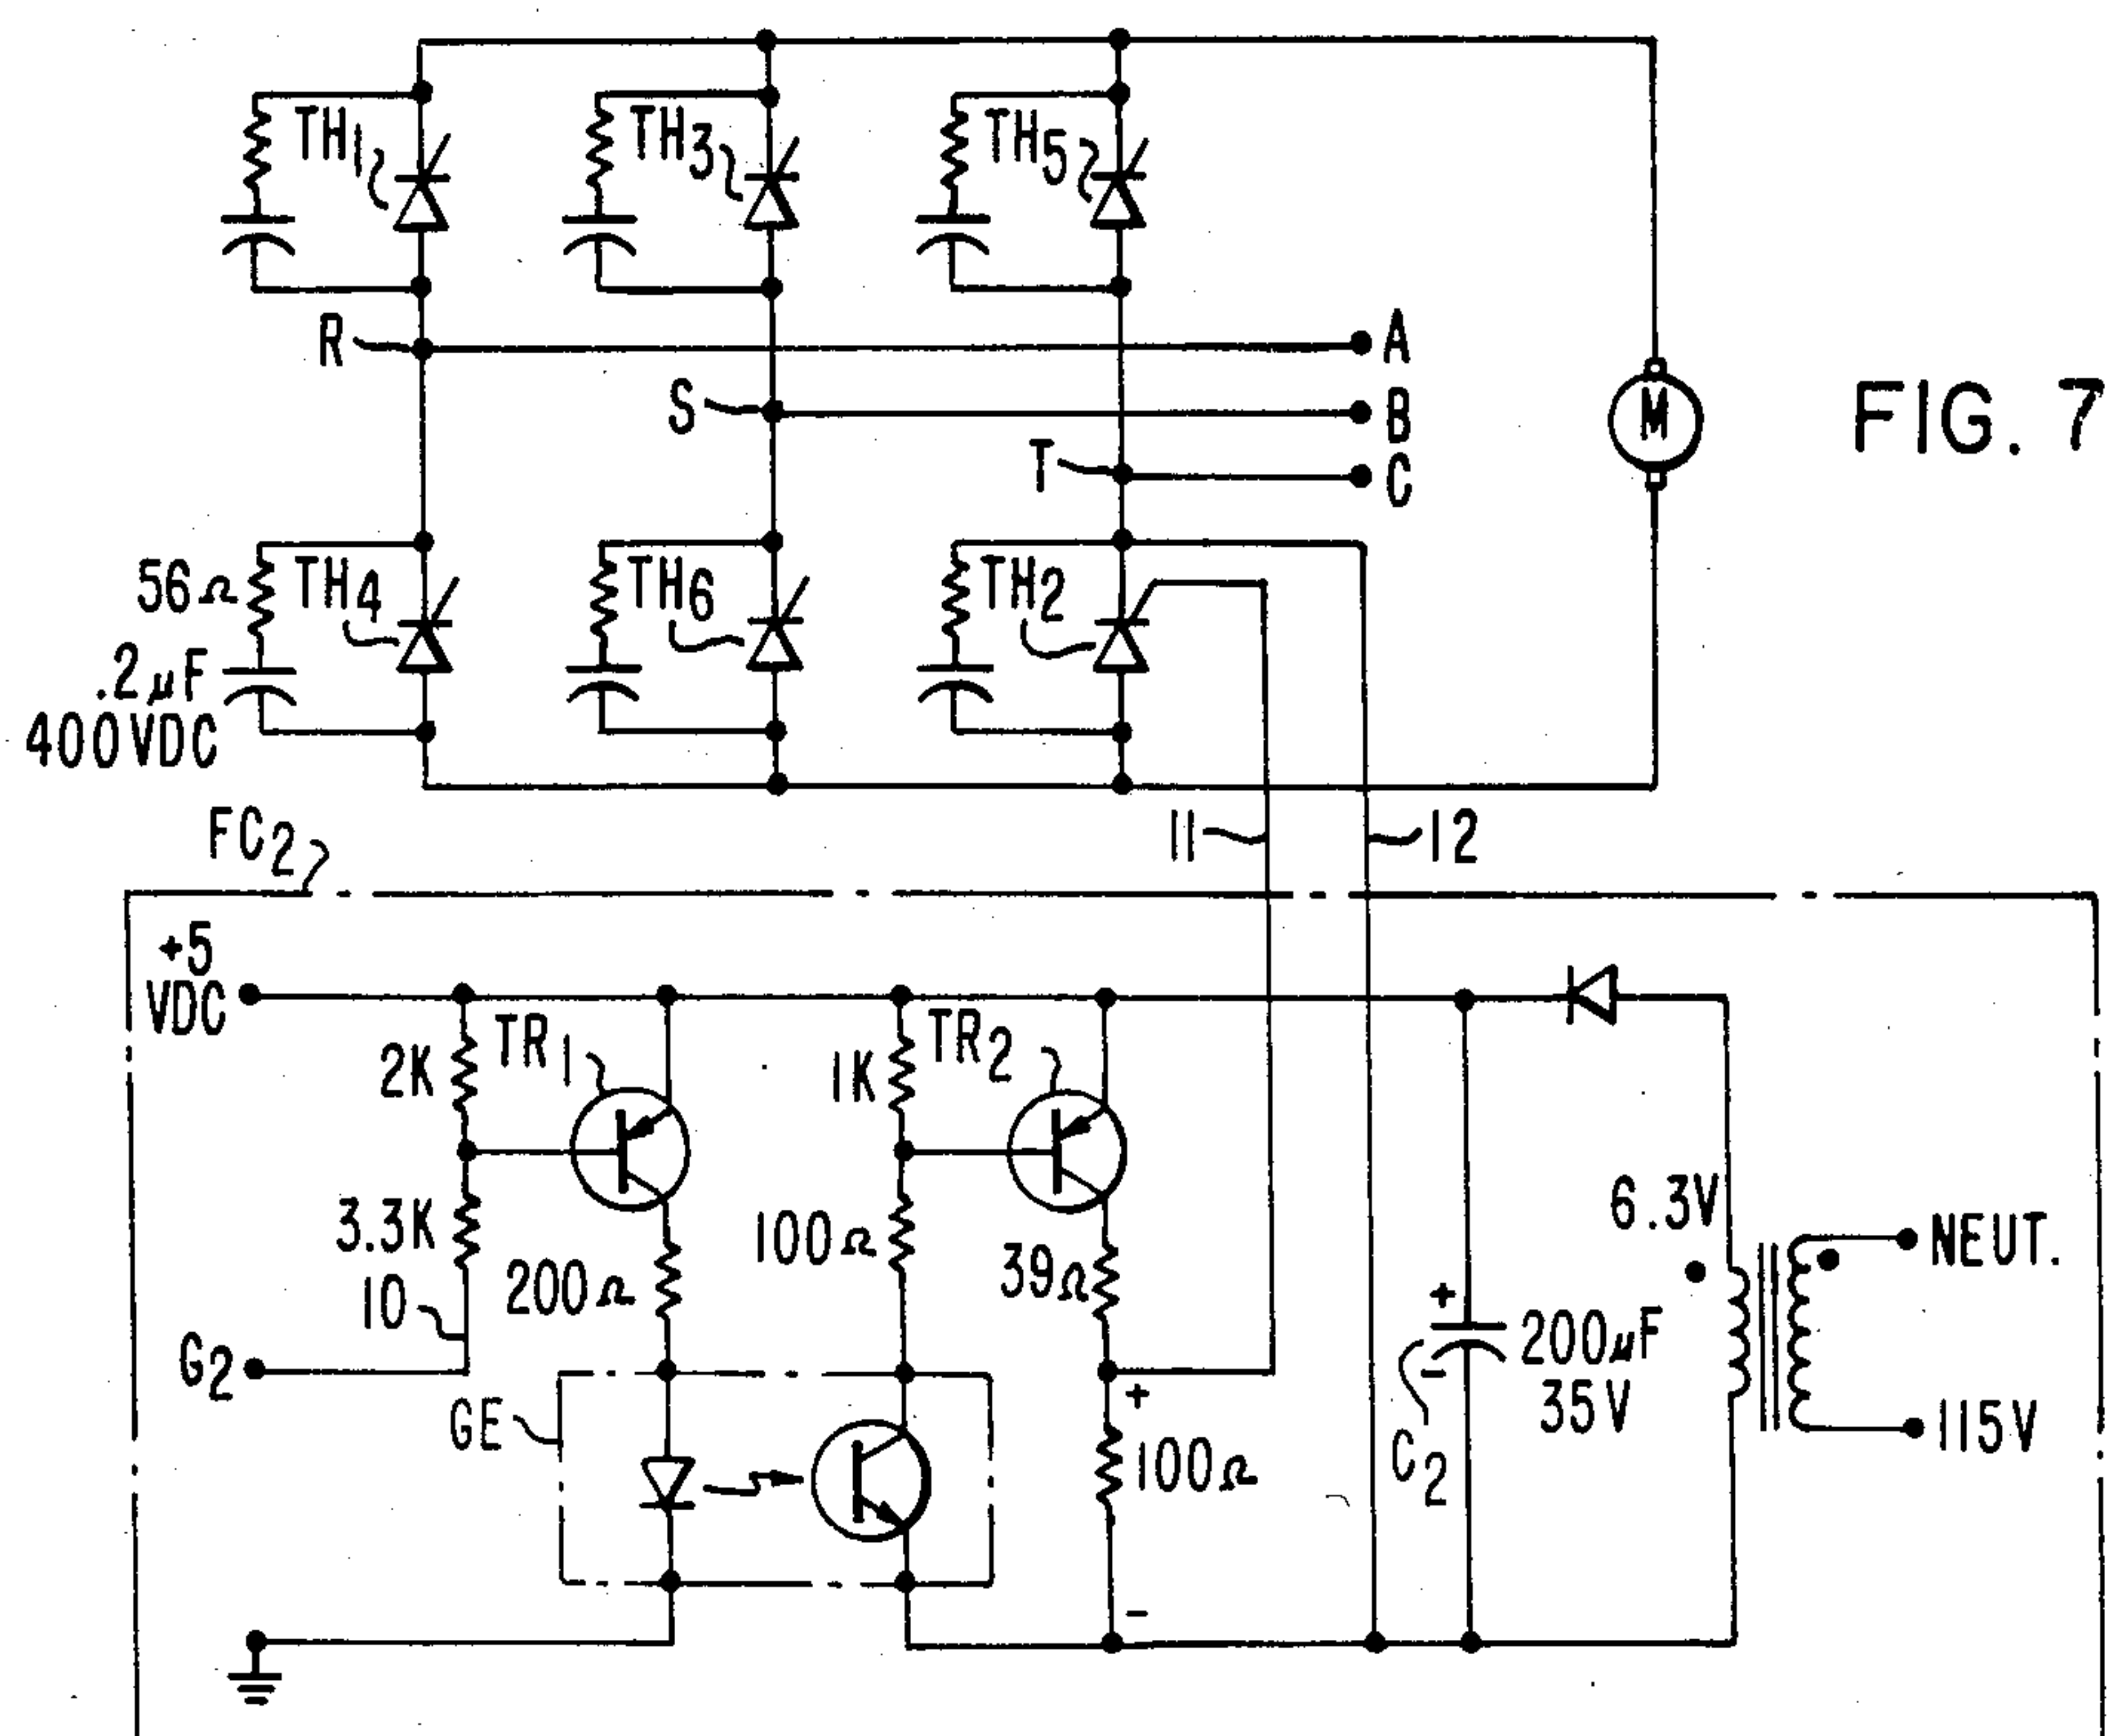 TH1
TH3
TH5
R
A
S
B
T
C
M
FIG. 7
56Ω
TH4
TH6
TH2
.2µF
400VDC
11
12
FC2
+5
VDC
2K
TR1
1K
TR2
3.3K
10
200Ω
100Ω
39Ω
6.3V
NEUT.
G2
+
-
200µF
35V
GE
+
100Ω
C2
115V
-